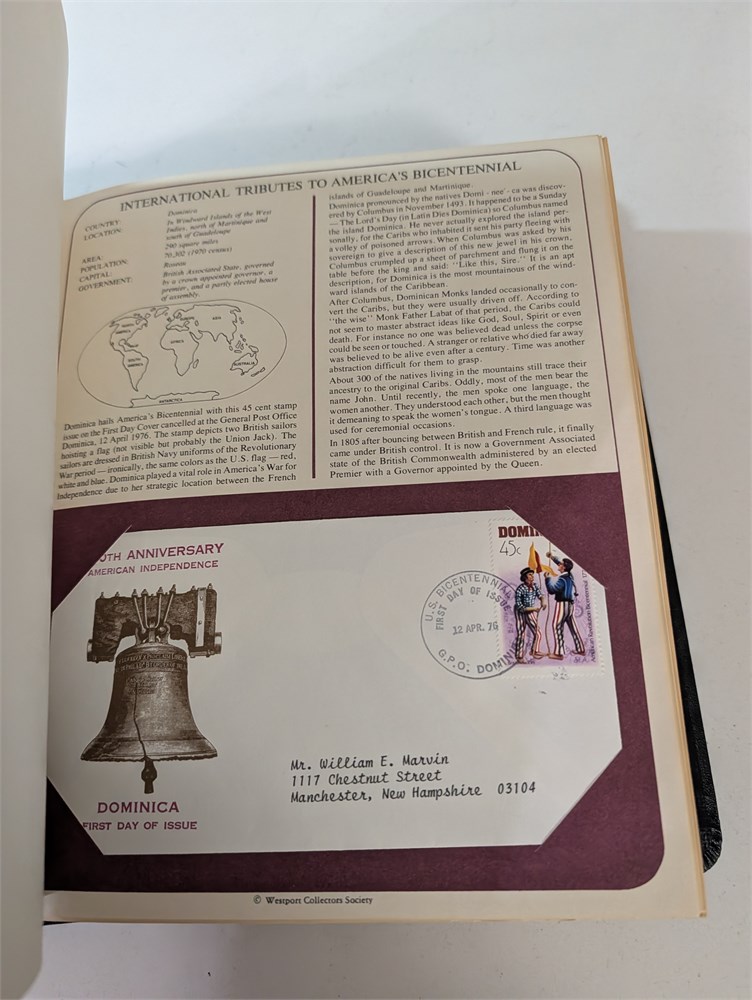 INTERNATIONAL TRIBUTES TO AMERICA'S BICENTENNIAL
COUNTRY: Dominica
LOCATION: In Windward Islands of the West
Indies, north of Martinique and
south of Guadeloupe
AREA: 290 square miles
POPULATION: 70,302 (1970 census)
CAPITAL: Roseau
GOVERNMENT: British Associated State, governed
by a crown appointed governor, a
premier, and a partly elected house
of assembly.
NORTH
AMERICA
SOUTH
AMERICA
EUROPE
ASIA
AFRICA
AUSTRALIA
ANTARCTICA
Dominica hails America's Bicentennial with this 45 cent stamp
issue on the First Day Cover cancelled at the General Post Office
Dominica, 12 April 1976. The stamp depicts two British sailors
hoisting a flag (not visible but probably the Union Jack). The
sailors are dressed in British Navy uniforms of the Revolutionary
War period — ironically, the same colors as the U.S. flag — red,
white and blue. Dominica played a vital role in America's War for
Independence due to her strategic location between the French
islands of Guadeloupe and Martinique.
Dominica pronounced by the natives Domi - nee' - ca was discov-
ered by Columbus in November 1493. It happened to be a Sunday
— The Lord's Day (in Latin Dies Dominica) so Columbus named
the island Dominica. He never actually explored the island per-
sonally, for the Caribs who inhabited it sent his party fleeing with
a volley of poisoned arrows. When Columbus was asked by his
sovereign to give a description of this new jewel in his crown,
Columbus crumpled up a sheet of parchment and flung it on the
table before the king and said: "Like this, Sire." It is an apt
description, for Dominica is the most mountainous of the wind-
ward islands of the Caribbean.
After Columbus, Dominican Monks landed occasionally to con-
vert the Caribs, but they were usually driven off. According to
"the wise" Monk Father Labat of that period, the Caribs could
not seem to master abstract ideas like God, Soul, Spirit or even
death. For instance no one was believed dead unless the corpse
could be seen or touched. A stranger or relative who died far away
was believed to be alive even after a century. Time was another
abstraction difficult for them to grasp.
About 300 of the natives living in the mountains still trace their
ancestry to the original Caribs. Oddly, most of the men bear the
name John. Until recently, the men spoke one language, the
women another. They understood each other, but the men thought
it demeaning to speak the women's tongue. A third language was
used for ceremonial occasions.
In 1805 after bouncing between British and French rule, it finally
came under British control. It is now a Government Associated
state of the British Commonwealth administered by an elected
Premier with a Governor appointed by the Queen.
0TH ANNIVERSARY
AMERICAN INDEPENDENCE
DOMINICA
FIRST DAY OF ISSUE
U.S. BICENTENNIAL
FIRST DAY OF ISSUE
12 APR. 76
G.P.O. DOMINI
DOMIN
45c
American Revolution Bicentennial
Mr. William E. Marvin
1117 Chestnut Street
Manchester, New Hampshire 03104
© Westport Collectors Society